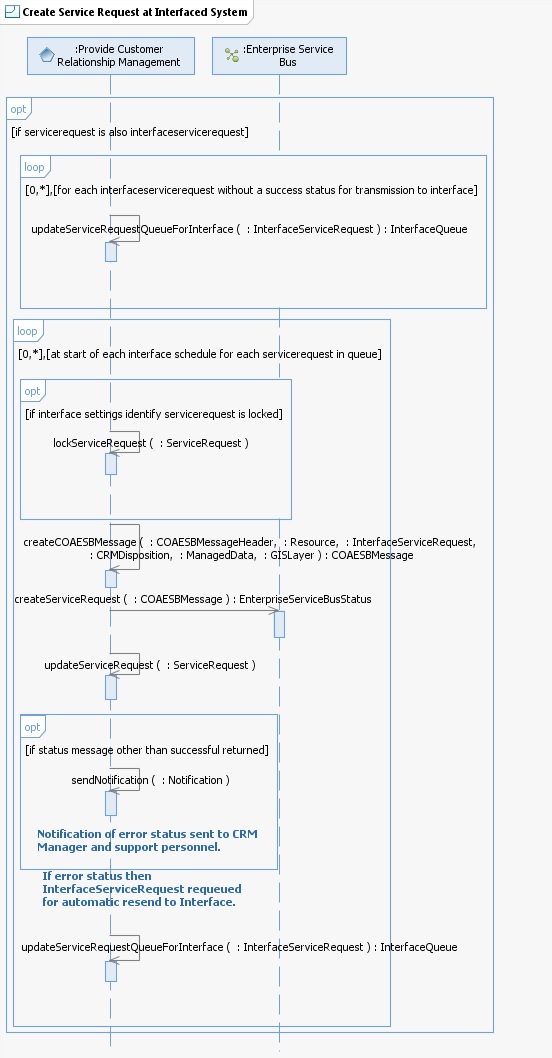 Create Service Request at Interfaced System
:Provide Customer
Relationship Management
:Enterprise Service
Bus
opt
[if servicerequest is also interfaceservicerequest]
loop
[0,*],[for each interfaceservicerequest without a success status for transmission to interface]
updateServiceRequestQueueForInterface ( : InterfaceServiceRequest ) : InterfaceQueue
loop
[0,*],[at start of each interface schedule for each servicerequest in queue]
opt
[if interface settings identify servicerequest is locked]
lockServiceRequest ( : ServiceRequest )
createCOAESBMessage ( : COAESBMessageHeader, : Resource, : InterfaceServiceRequest,
: CRMDisposition, : ManagedData, : GISLayer ) : COAESBMessage
createServiceRequest ( : COAESBMessage ) : EnterpriseServiceBusStatus
updateServiceRequest ( : ServiceRequest )
opt
[if status message other than successful returned]
sendNotification ( : Notification )
Notification of error status sent to CRM
Manager and support personnel.
If error status then
InterfaceServiceRequest requeued
for automatic resend to Interface.
updateServiceRequestQueueForInterface ( : InterfaceServiceRequest ) : InterfaceQueue